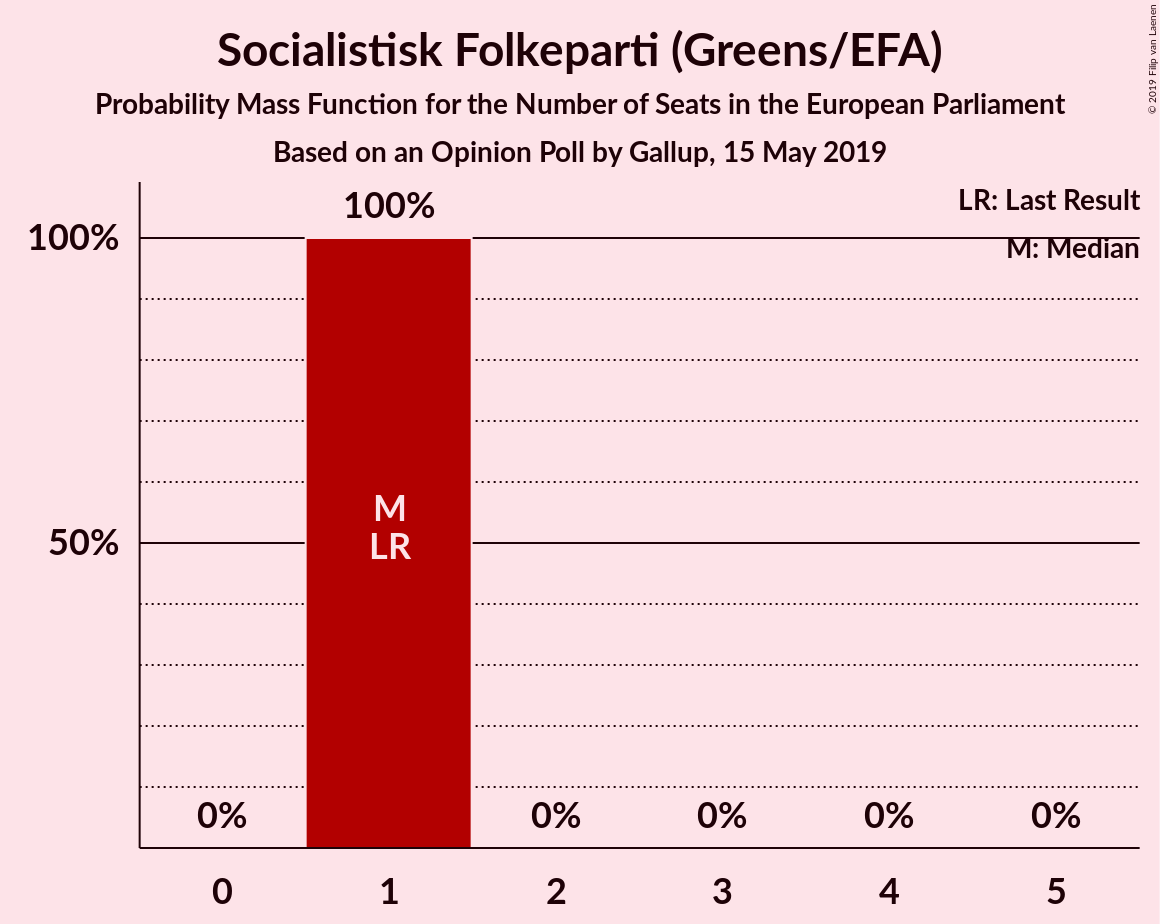 Socialistisk Folkeparti (Greens/EFA)
Probability Mass Function for the Number of Seats in the European Parliament
Based on an Opinion Poll by Gallup, 15 May 2019
© 2019 Filip van Laenen
LR: Last Result
M: Median
100%
100%
50%
M
LR
0%
0%
0%
0%
0%
0
1
2
3
4
5